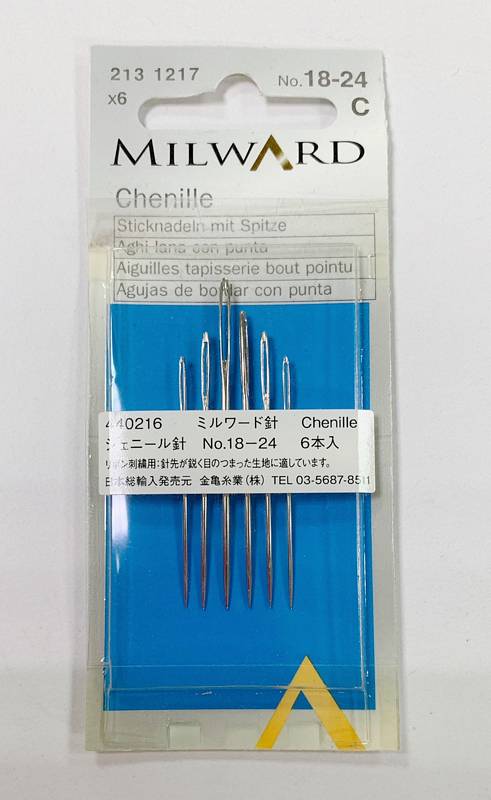 213 1217
No.18-24
x6
C
MILWARD
Chenille
Sticknadeln mit Spitze
Aghi lana con punta
Aiguilles tapisserie bout pointu
Agujas de bordar con punta
440216 ミルワード針 Chenille
シェニール針 No.18-24 6本入
リボン刺繍用:針先が鋭く目のつまった生地に適しています。
日本総輸入発売元 金亀糸業(株) TEL 03-5687-8511